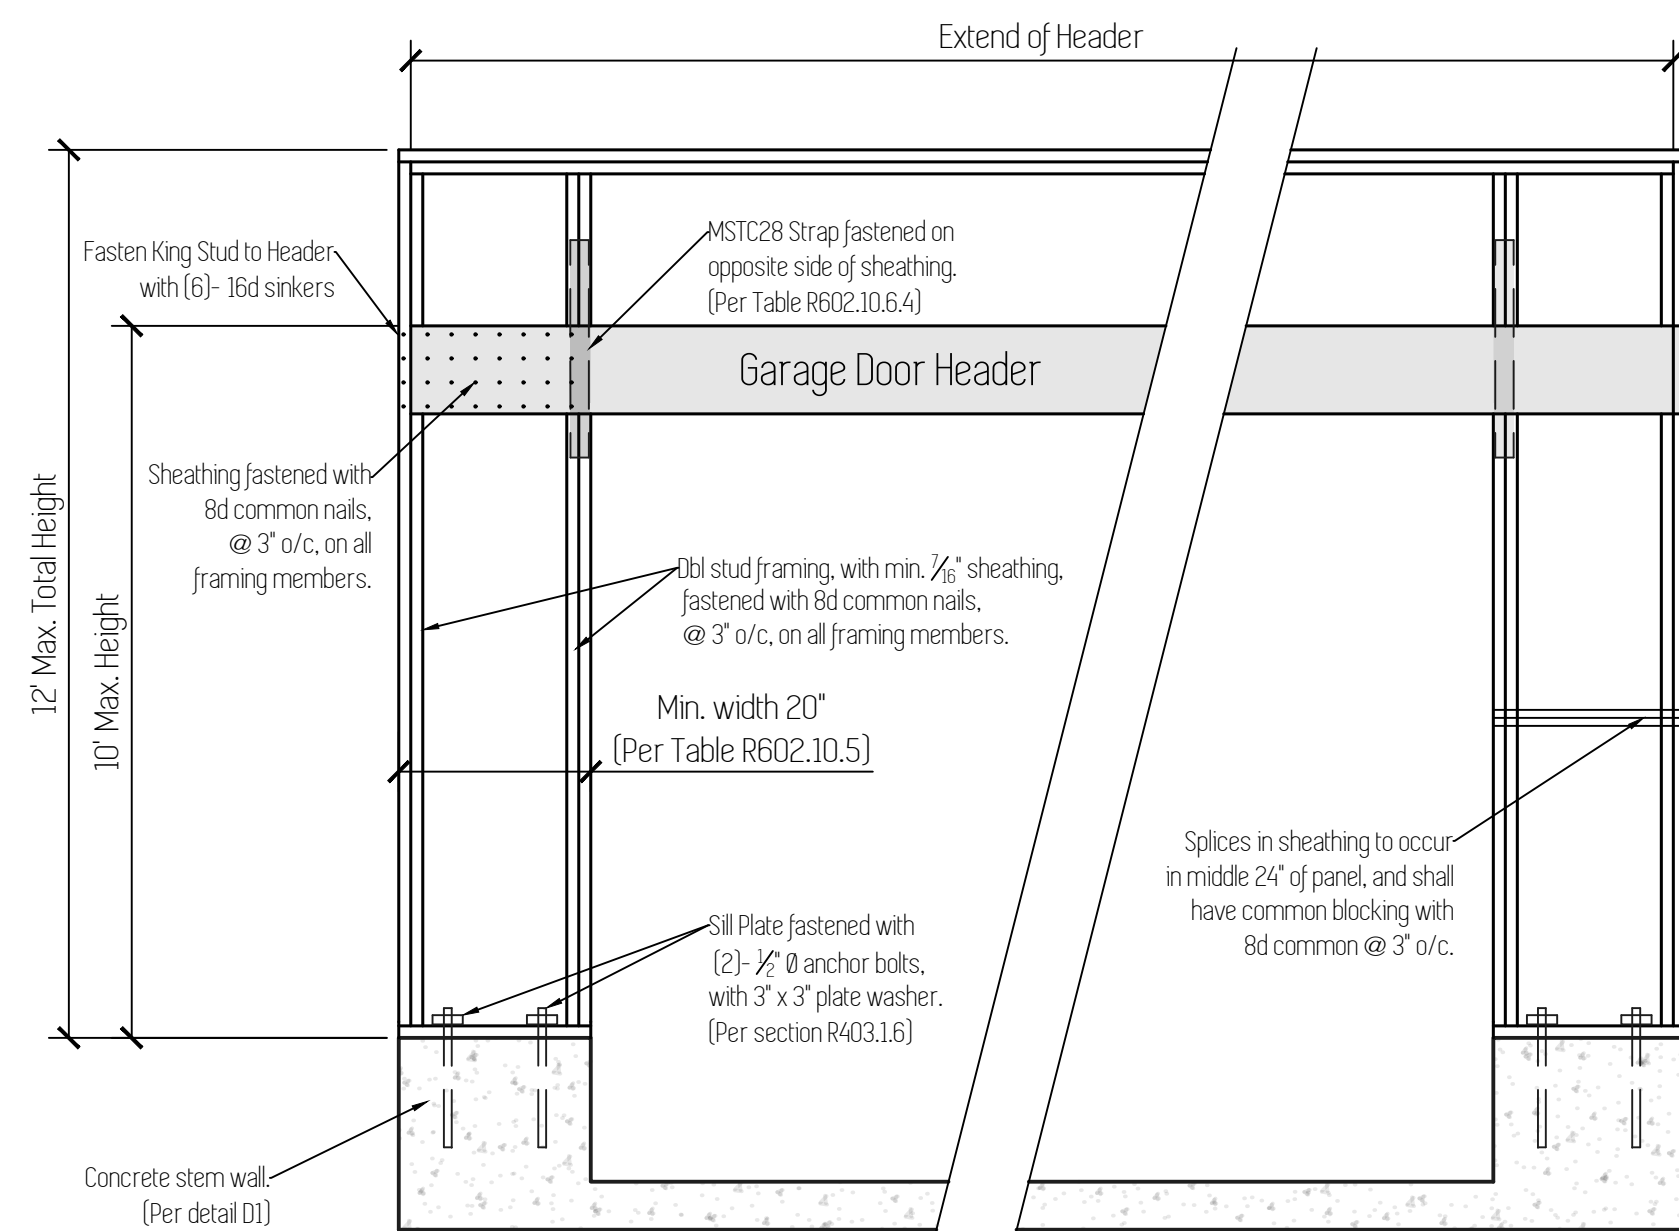 Extend of Header
Fasten King Stud to Header
with (6)- 16d sinkers
MSTC28 Strap fastened on
opposite side of sheathing.
(Per Table R602.10.6.4)
Garage Door Header
Sheathing fastened with
8d common nails,
@ 3" o/c, on all
framing members.
12' Max. Total Height
10' Max. Height
Dbl stud framing, with min. 7/16" sheathing,
fastened with 8d common nails,
@ 3" o/c, on all framing members.
Min. width 20"
(Per Table R602.10.5)
Splices in sheathing to occur
in middle 24" of panel, and shall
have common blocking with
8d common @ 3" o/c.
Sill Plate fastened with
(2)- 1/2" Ø anchor bolts,
with 3" x 3" plate washer.
(Per section R403.1.6)
Concrete stem wall.
(Per detail D1)